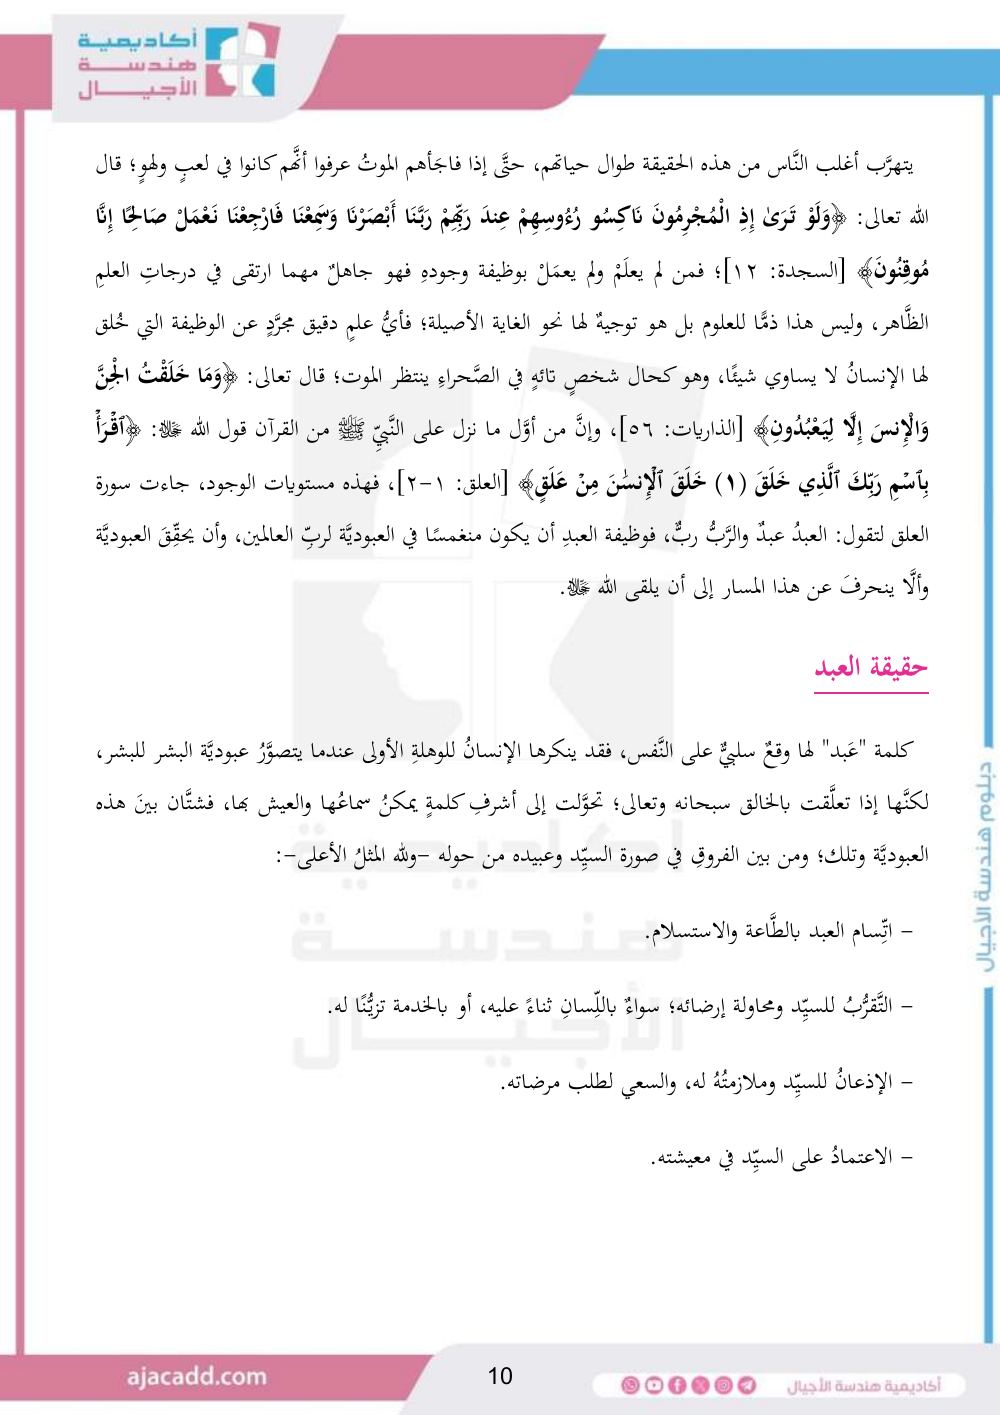 أكاديمية
هندسة
الأجيال
يتهرَّب أغلب النَّاس من هذه الحقيقة طوال حياتهم، حتَّى إذا فاجَأهم الموتُ عرفوا أنَّهم كانوا في لعبٍ ولهوٍ؛ قال
الله تعالى: ﴿وَلَوْ تَرَىٰ إِذِ الْمُجْرِمُونَ نَاكِسُو رُءُوسِهِمْ عِندَ رَبِّهِمْ رَبَّنَا أَبْصَرْنَا وَسَمِعْنَا فَارْجِعْنَا نَعْمَلْ صَالِحًا إِنَّا
مُوقِنُونَ﴾ [السجدة: ١٢]؛ فمن لم يعلَمْ ولم يعمَلْ بوظيفة وجودهِ فهو جاهلٌ مهما ارتقى في درجاتِ العلمِ
الظَّاهر، وليس هذا ذمًّا للعلوم بل هو توجيهٌ لها نحو الغاية الأصيلة؛ فأيُّ علمٍ دقيق مجرَّدٍ عن الوظيفة التي خُلق
لها الإنسانُ لا يساوي شيئًا، وهو كحال شخصٍ تائهٍ في الصَّحراءِ ينتظر الموت؛ قال تعالى: ﴿وَمَا خَلَقْتُ الْجِنَّ
وَالْإِنسَ إِلَّا لِيَعْبُدُونِ﴾ [الذاريات: ٥٦]، وإنَّ من أوَّل ما نزل على النَّبيِّ ﷺ من القرآن قول الله ﷻ: ﴿ٱقۡرَأۡ
بِٱسۡمِ رَبِّكَ ٱلَّذِي خَلَقَ (١) خَلَقَ ٱلۡإِنسَٰنَ مِنۡ عَلَقٍ﴾ [العلق: ١-٢]، فهذه مستويات الوجود، جاءت سورة
العلق لتقول: العبدُ عبدٌ والرَّبُّ ربٌّ، فوظيفة العبدِ أن يكون منغمسًا في العبوديَّة لربِّ العالمين، وأن يحقِّقَ العبوديَّة
وألَّا ينحرفَ عن هذا المسار إلى أن يلقى الله ﷻ.
حقيقة العبد
كلمة "عَبد" لها وقعٌ سلبيٌّ على النَّفس، فقد ينكرها الإنسانُ للوهلةِ الأولى عندما يتصوَّرُ عبوديَّة البشر للبشر،
لكنَّها إذا تعلَّقت بالخالق سبحانه وتعالى؛ تحوَّلت إلى أشرفِ كلمةٍ يمكنُ سماعُها والعيش بها، فشتَّان بينَ هذه
العبوديَّة وتلك؛ ومن بين الفروقِ في صورة السيِّد وعبيده من حوله –ولله المثلُ الأعلى–:
– اتِّسام العبد بالطَّاعة والاستسلام.
– التَّقرُّبُ للسيِّد ومحاولة إرضائه؛ سواءٌ باللِّسانِ ثناءً عليه، أو بالخدمة تزيُّنًا له.
– الإذعانُ للسيِّد وملازمتُهُ له، والسعي لطلب مرضاته.
– الاعتمادُ على السيِّد في معيشته.
دبلوم هندسة الأجيال
ajacadd.com
10
أكاديمية هندسة الأجيال